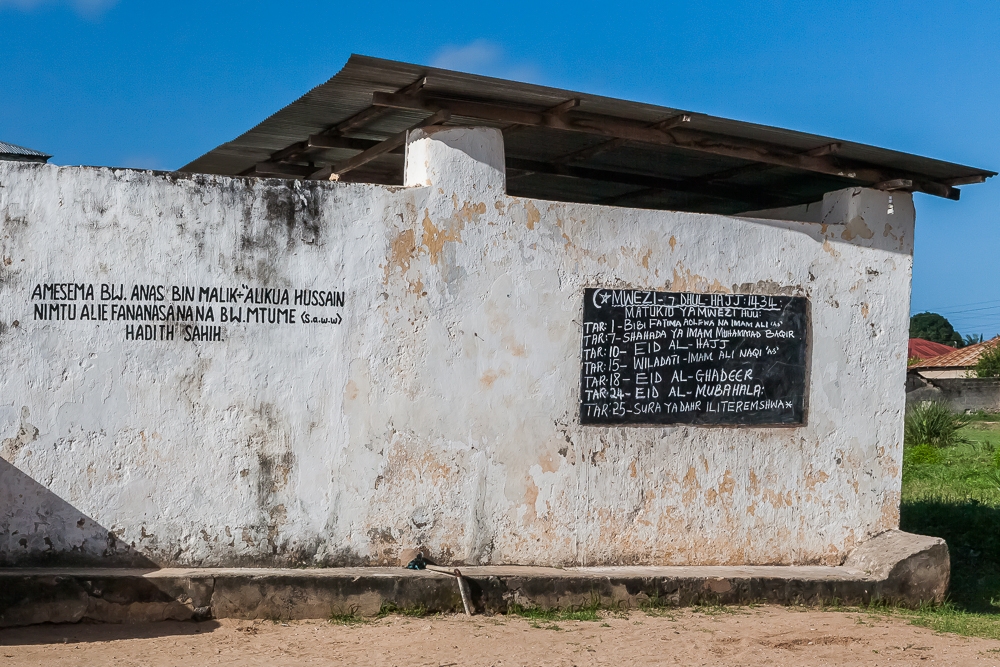 AMESEMA BW. ANAS BIN MALIK-"ALIKUA HUSSAIN
NI MTU ALIE FANANASANA NA BW. MTUME (S.a.w.w)
HADITH SAHIH.
MWEZI - 7 DHUL-HAJJ 1434:
MATUKIO YA MWEZI HUU:
TAR: 1 - BIBI FATIMA AOLEWA NA IMAM ALI "AS"
TAR: 7 - SHAHADA YA IMAM MUHAMMAD BAQIR
TAR: 10 - EID AL-HAJJ
TAR: 15 - WILADATI - IMAM ALI NAQI "AS"
TAR: 18 - EID AL-GHADEER
TAR: 24 - EID AL-MUBAHALA:
TAR: 25 - SURA YA DAHR ILITEREMSHWA*